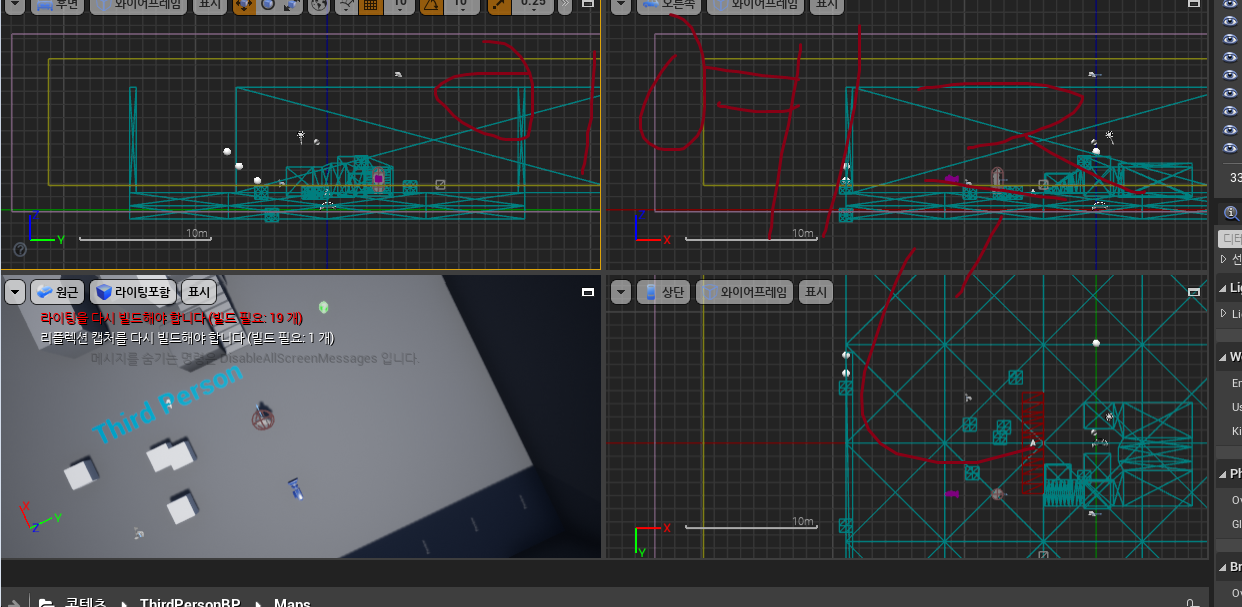 후면 와이어프레임 표시 10 10 0.25
오른쪽 와이어프레임 표시
33
Z Y 10m
Z X 10m
디터
선
원근 라이팅포함 표시
상단 와이어프레임 표시
라이팅을 다시 빌드해야 합니다 (빌드 필요: 19 개)
리플렉션 캡처를 다시 빌드해야 합니다 (빌드 필요: 1 개)
메시지를 숨기는 명령은 DisableAllScreenMessages 입니다.
Third Person
X Y Z
X Y 10m
Lig
Li
We
En
Us
Ki
Ph
Ov
Gl
Br
Ov
콘텐츠 ThirdPersonBP Maps